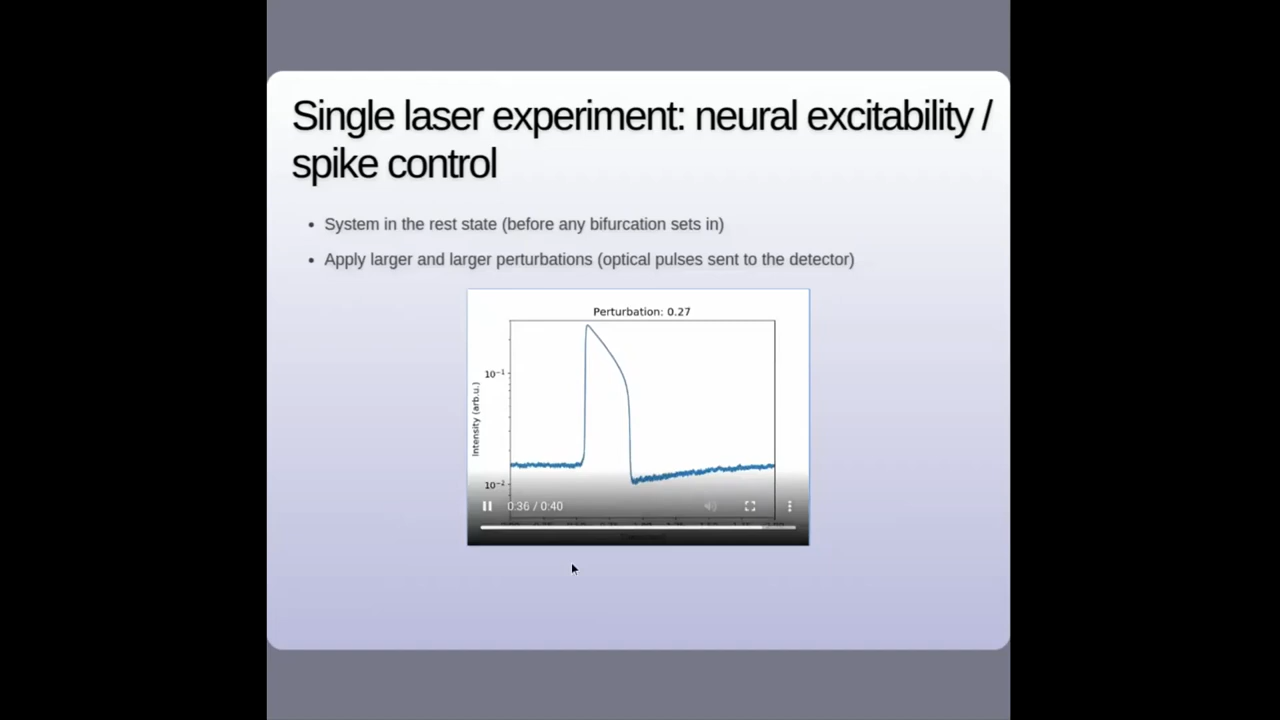 Single laser experiment: neural excitability /
spike control
• System in the rest state (before any bifurcation sets in)
• Apply larger and larger perturbations (optical pulses sent to the detector)
Perturbation: 0.27
Intensity (arb.u.)
10⁻¹
10⁻²
0:36 / 0:40